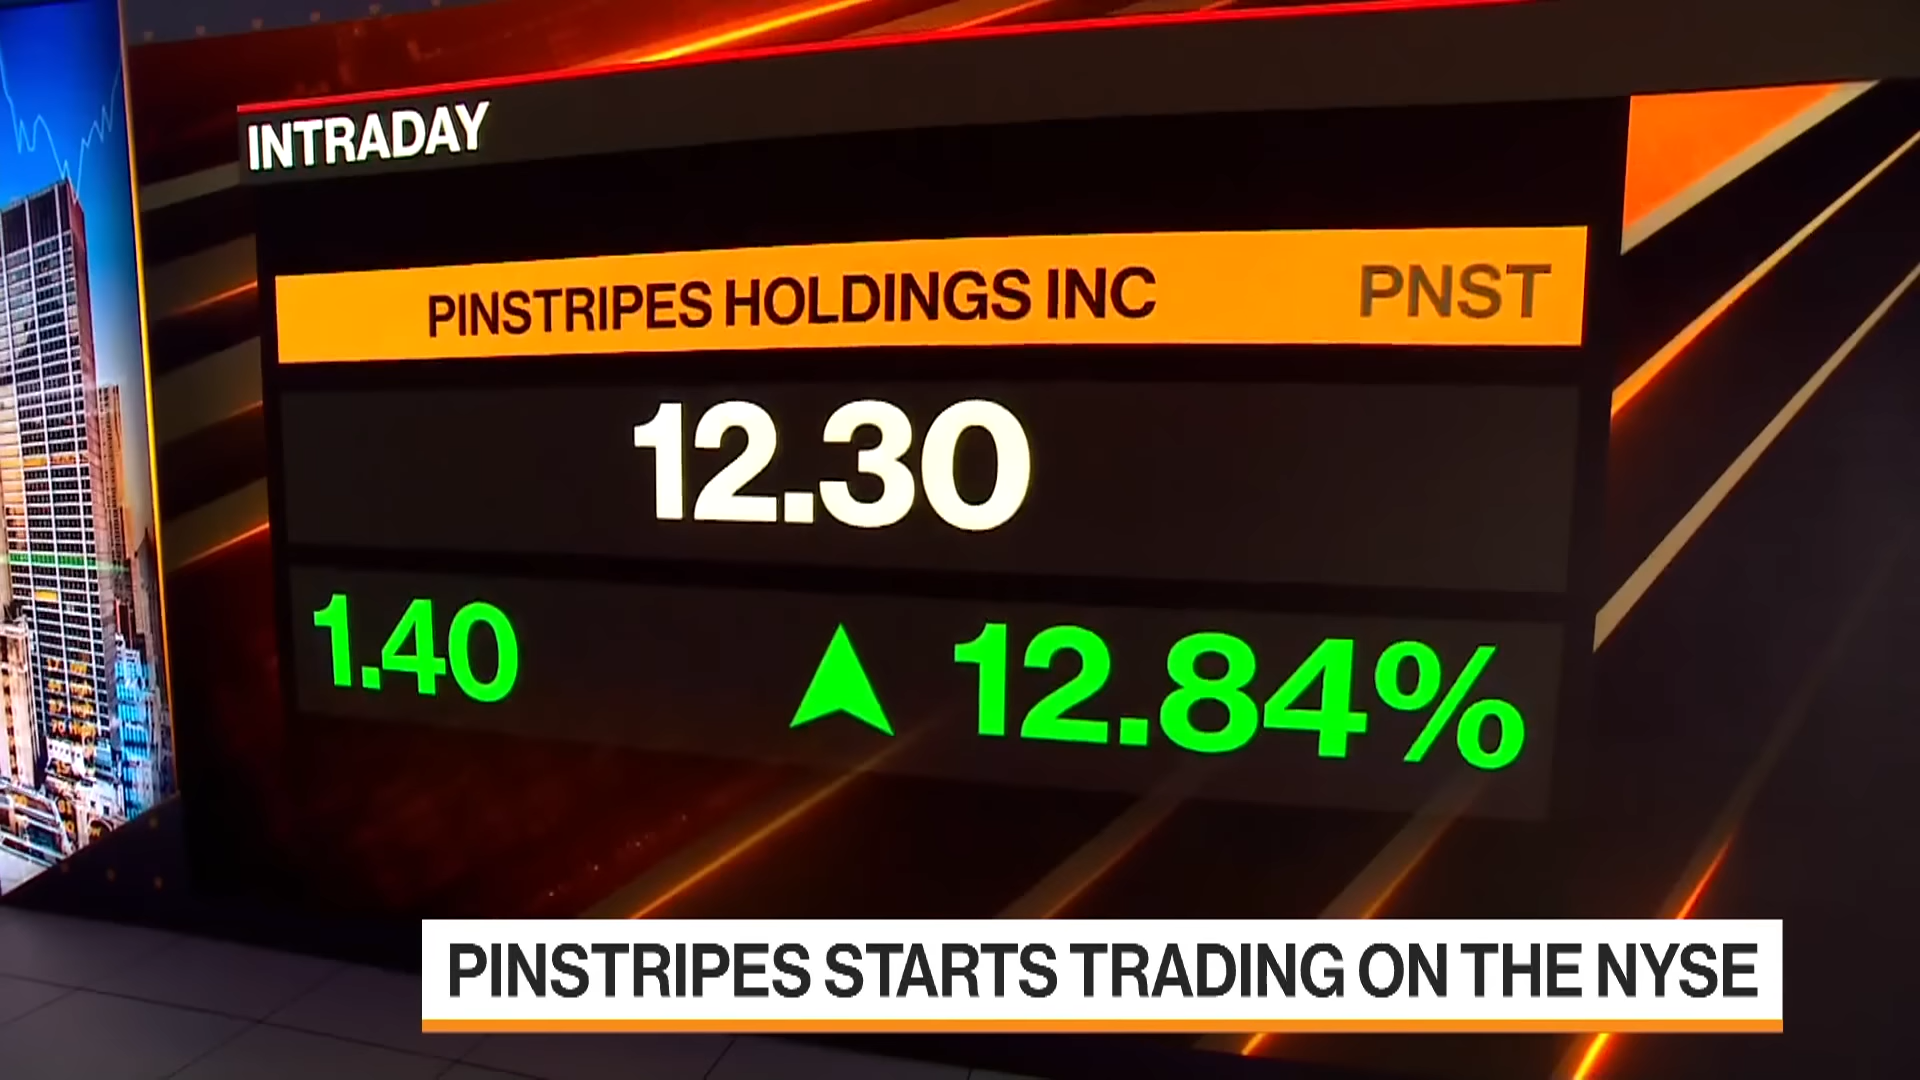 INTRADAY
PINSTRIPES HOLDINGS INC PNST
12.30
1.40 ▲ 12.84%
PINSTRIPES STARTS TRADING ON THE NYSE